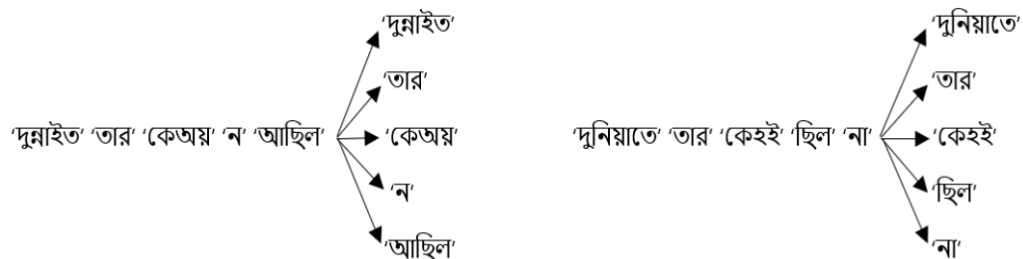 'দুন্নাইত'
'তার'
'দুন্নাইত' 'তার' 'কেঅয়' 'ন' 'আছিল'
'কেঅয়'
'ন'
'আছিল'
'দুনিয়াতে'
'তার'
'দুনিয়াতে' 'তার' 'কেহই' 'ছিল' 'না'
'কেহই'
'ছিল'
'না'